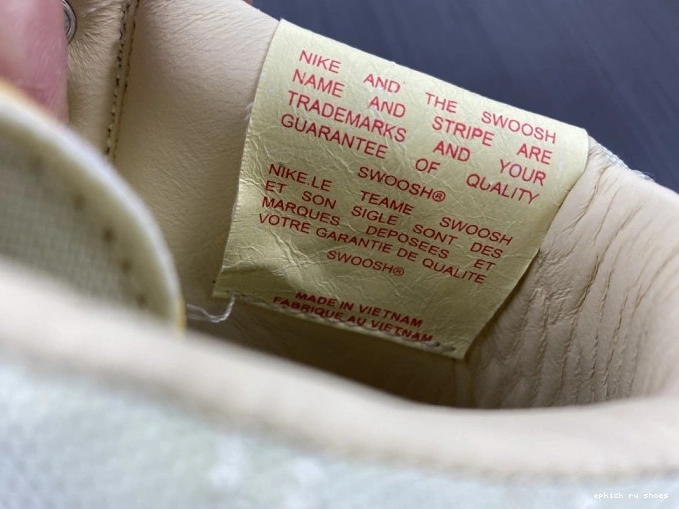 NIKE AND THE SWOOSH
NAME AND STRIPE ARE
TRADEMARKS AND YOUR
GUARANTEE OF QUALITY
SWOOSH®
NIKE.LE TEAME SWOOSH
ET SON SIGLE SONT DES
MARQUES DEPOSEES ET
VOTRE GARANTIE DE QUALITE
SWOOSH®
MADE IN VIETNAM
FABRIQUE AU VIETNAM
epkick ru shoes